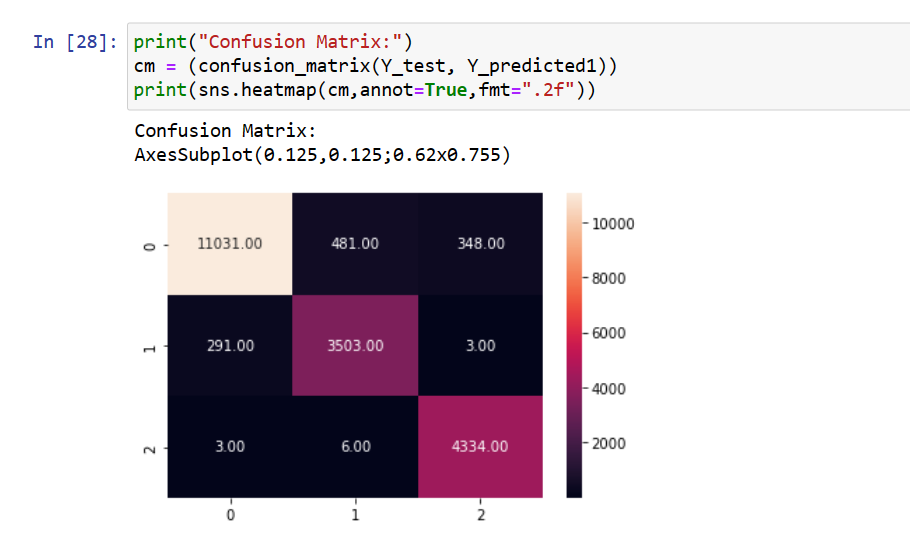 In [28]: print("Confusion Matrix:")
cm = (confusion_matrix(Y_test, Y_predicted1))
print(sns.heatmap(cm,annot=True,fmt=".2f"))
Confusion Matrix:
AxesSubplot(0.125,0.125;0.62x0.755)
0 11031.00 481.00 348.00
1 291.00 3503.00 3.00
2 3.00 6.00 4334.00
0 1 2
10000
8000
6000
4000
2000